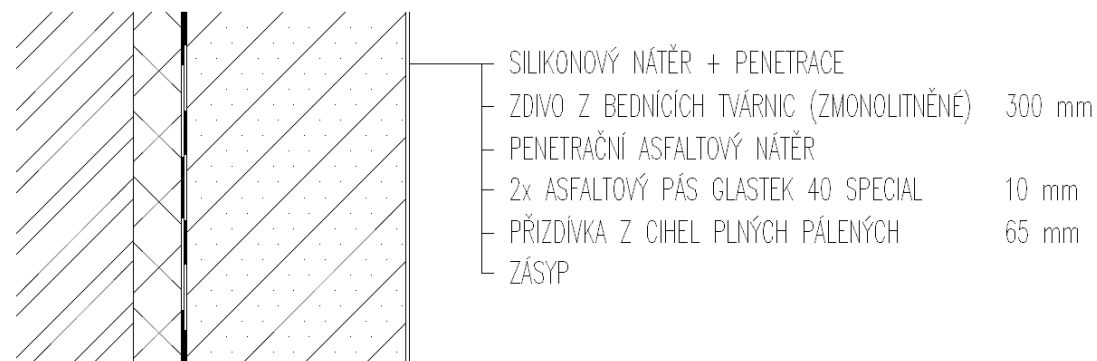 SILIKONOVÝ NÁTĚR + PENETRACE
ZDIVO Z BEDNÍCÍCH TVÁRNIC (ZMONOLITNĚNÉ) 300 mm
PENETRAČNÍ ASFALTOVÝ NÁTĚR
2x ASFALTOVÝ PÁS GLASTEK 40 SPECIAL 10 mm
PŘIZDÍVKA Z CIHEL PLNÝCH PÁLENÝCH 65 mm
ZÁSYP